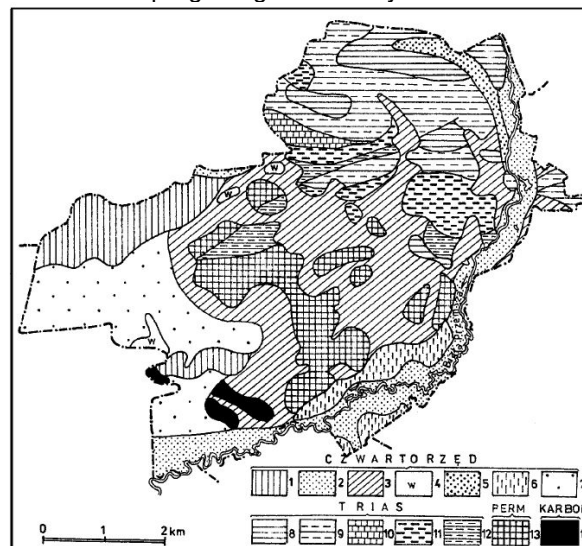 w
w
w
CZWARTORZĘD
1 2 3 w 4 5 6
TRIAS PERM KARBO
8 9 10 11 12 13
0 1 2 km